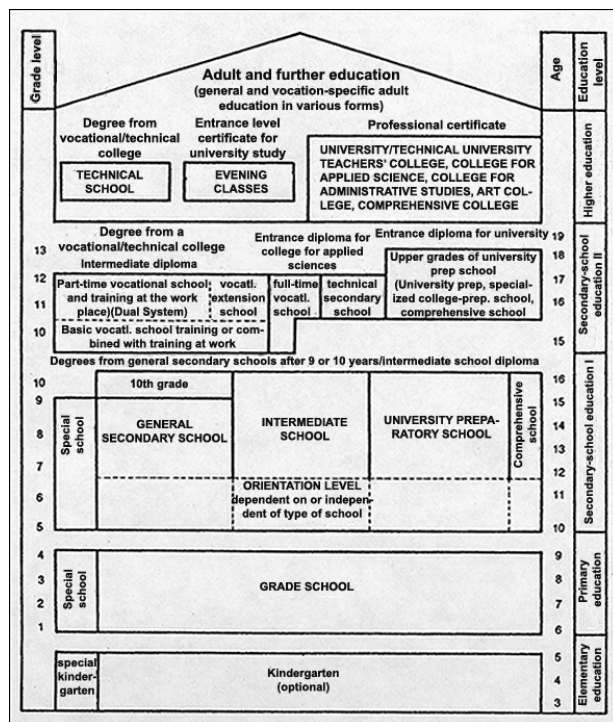 Grade level
Age
Education level
Adult and further education
(general and vocation-specific adult
education in various forms)
Degree from
vocational/technical
college
Entrance level
certificate for
university study
Professional certificate
TECHNICAL
SCHOOL
EVENING
CLASSES
UNIVERSITY/TECHNICAL UNIVERSITY
TEACHERS' COLLEGE, COLLEGE FOR
APPLIED SCIENCE, COLLEGE FOR
ADMINISTRATIVE STUDIES, ART COL-
LEGE, COMPREHENSIVE COLLEGE
Higher education
Degree from a
vocational/technical college
Intermediate diploma
Entrance diploma for
college for applied
sciences
Entrance diploma for university
13
12
11
10
Part-time vocational school
and training at the work
place)(Dual System)
vocatl.
extension
school
full-time
vocatl.
school
technical
secondary
school
Upper grades of university
prep school
(University prep, special-
ized college-prep. school,
comprehensive school
Basic vocatl. school training or com-
bined with training at work
19
18
17
16
15
Secondary-school education II
Degrees from general secondary schools after 9 or 10 years/intermediate school diploma
10
9
8
7
6
5
Special school
10th grade
GENERAL
SECONDARY SCHOOL
INTERMEDIATE
SCHOOL
UNIVERSITY PREPA-
RATORY SCHOOL
Comprehensive school
ORIENTATION LEVEL
dependent on or indepen-
dent of type of school
16
15
14
13
12
11
10
Secondary-school education I
4
3
2
1
Special school
GRADE SCHOOL
9
8
7
6
Primary education
special
kinder-
garten
Kindergarten
(optional)
5
4
3
Elementary education